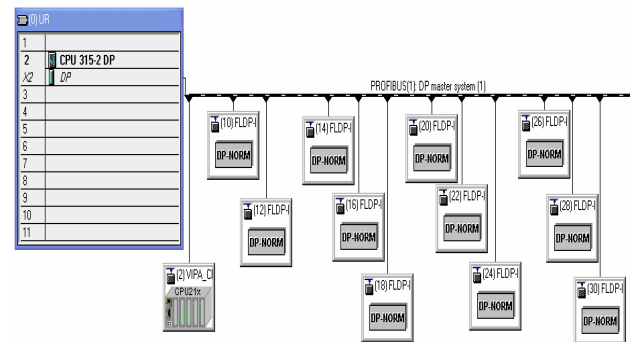 (0) UR
1
2 CPU 315-2 DP
X2 DP
3
4
5
6
7
8
9
10
11
PROFIBUS(1): DP master system (1)
(10) FLDP-I
DP-NORM
(14) FLDP-I
DP-NORM
(20) FLDP-I
DP-NORM
(26) FLDP-I
DP-NORM
(12) FLDP-I
DP-NORM
(16) FLDP-I
DP-NORM
(22) FLDP-I
DP-NORM
(28) FLDP-I
DP-NORM
(2) VIPA_CI
CPU21x
(18) FLDP-I
DP-NORM
(24) FLDP-I
DP-NORM
(30) FLDP-I
DP-NORM